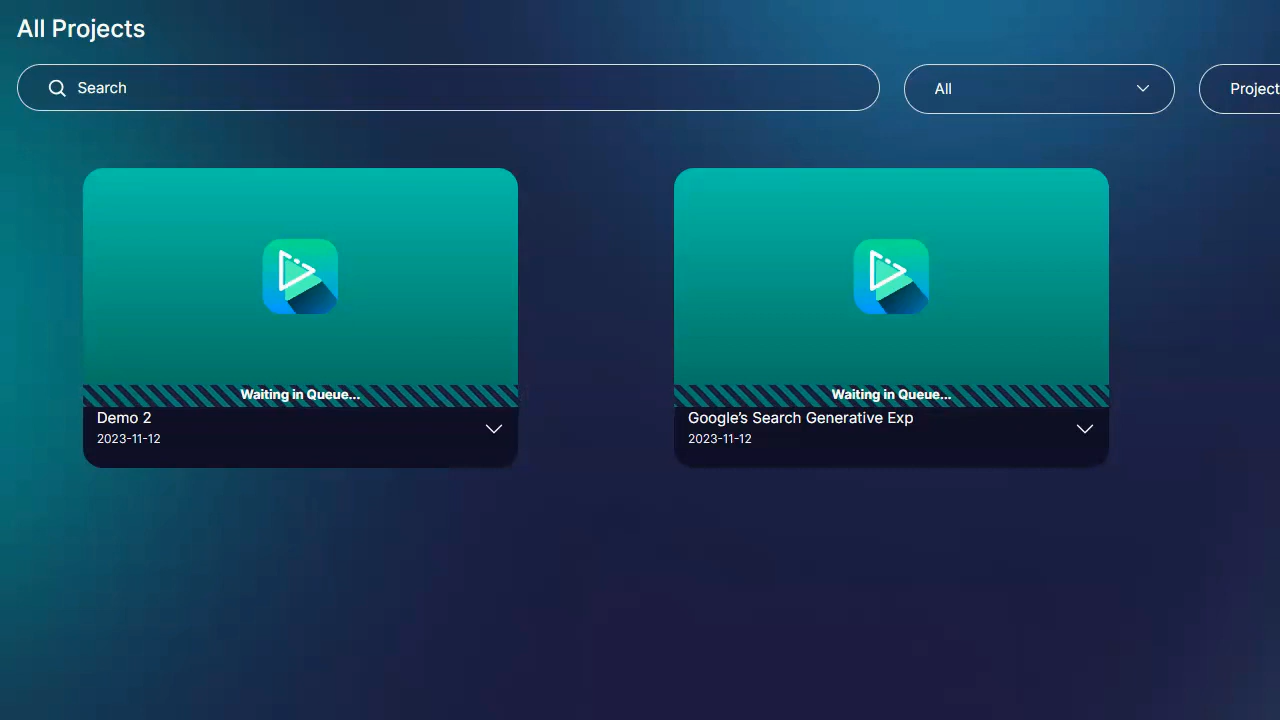 All Projects
Search
All
Project
Waiting in Queue...
Waiting in Queue...
Demo 2
2023-11-12
Google’s Search Generative Exp
2023-11-12